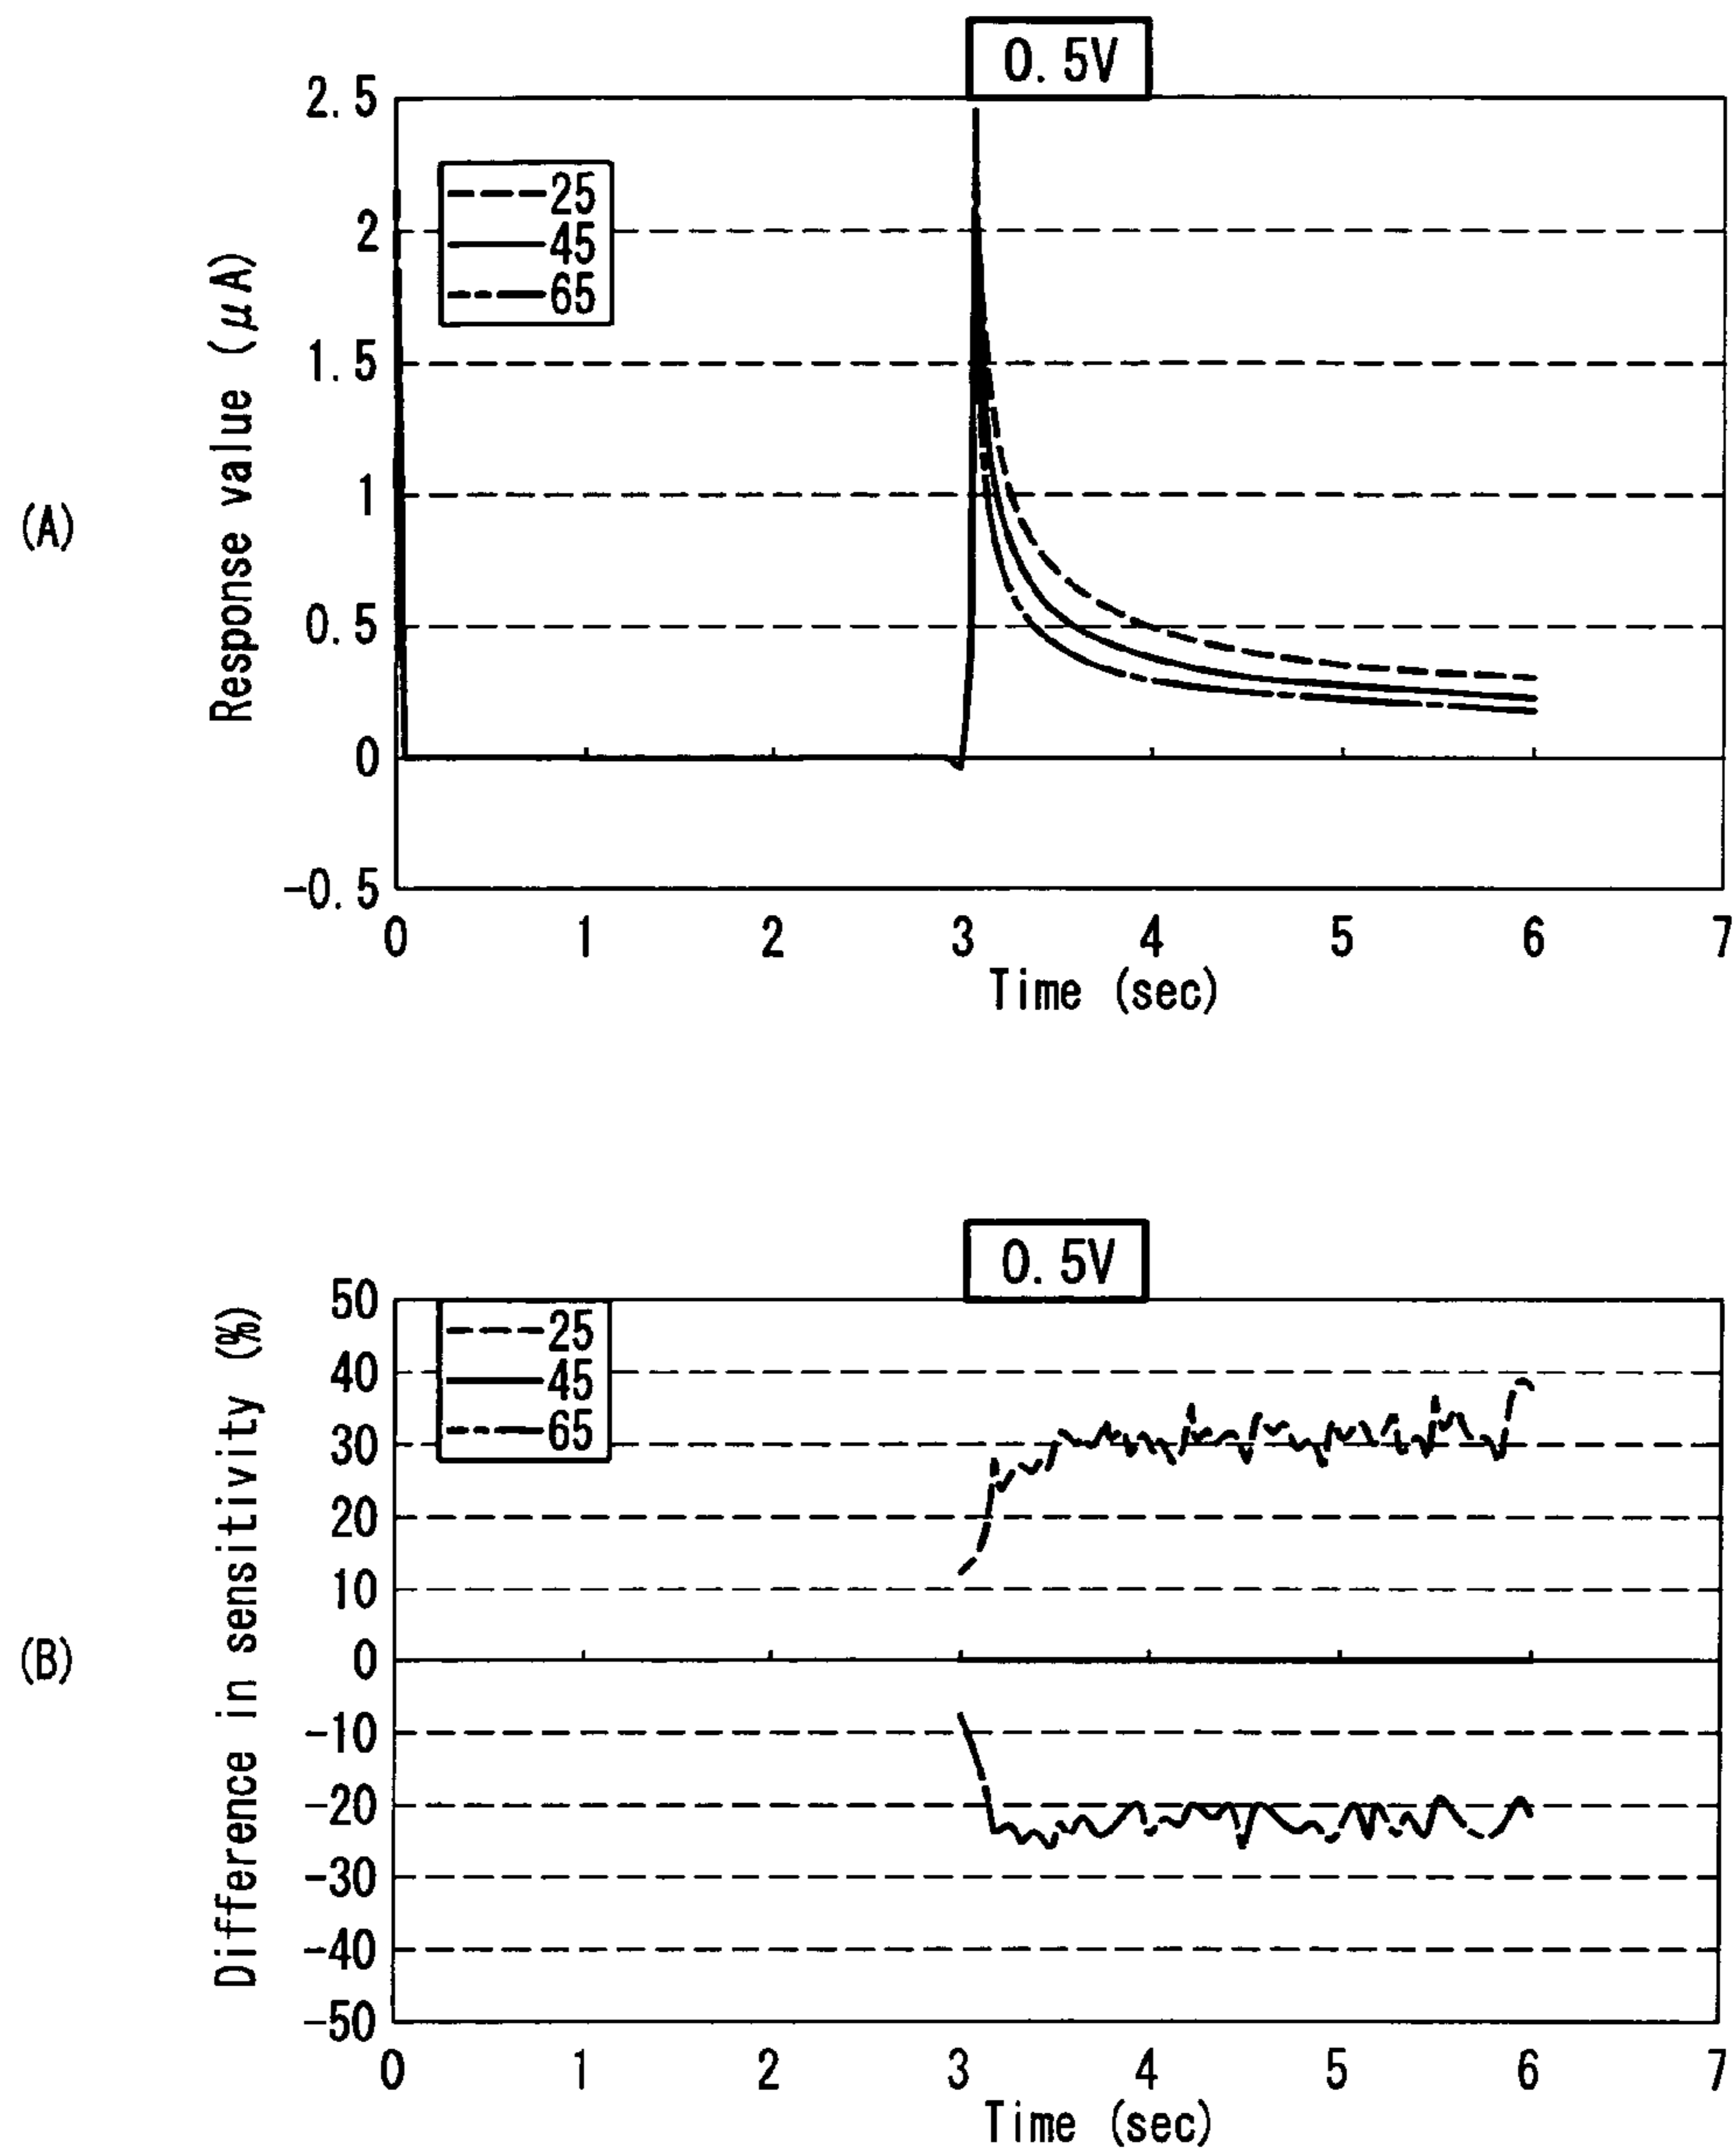 (A)
0.5V
Response value (μA)
2.5
2
1.5
1
0.5
0
-0.5
25
45
65
0 1 2 3 4 5 6 7
Time (sec)
(B)
0.5V
Difference in sensitivity (%)
50
40
30
20
10
0
-10
-20
-30
-40
-50
25
45
65
0 1 2 3 4 5 6 7
Time (sec)